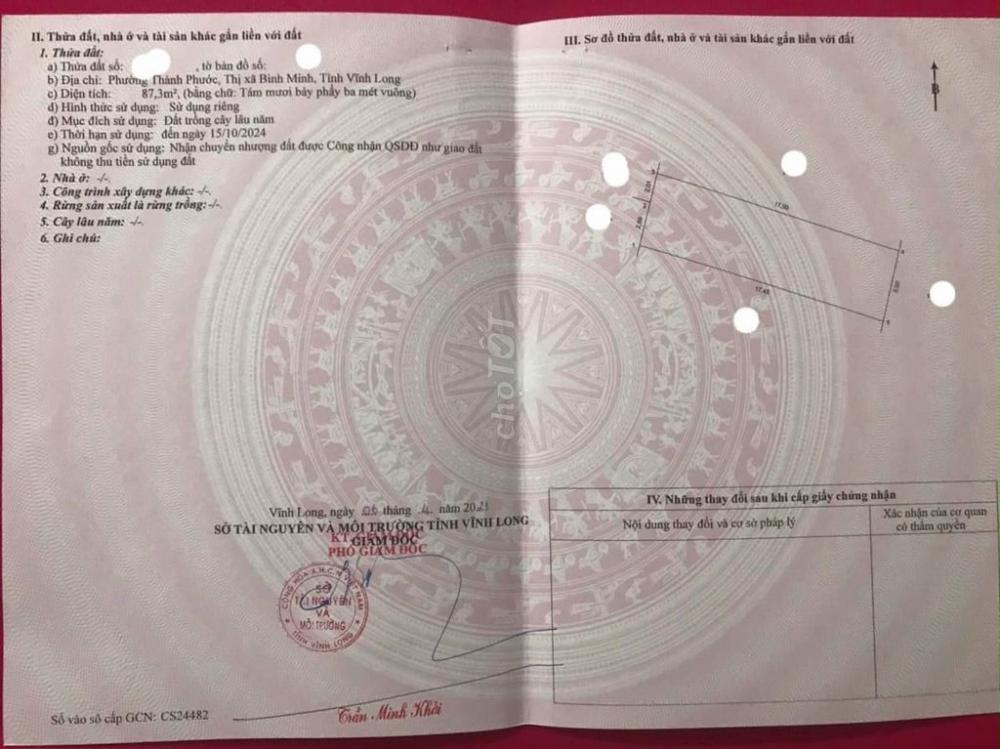 II. Thửa đất, nhà ở và tài sản khác gắn liền với đất
1. Thửa đất:
a) Thửa đất số: , tờ bản đồ số:
b) Địa chỉ: Phường Thành Phước, Thị xã Bình Minh, Tỉnh Vĩnh Long
c) Diện tích: 87,3m², (bằng chữ: Tám mươi bảy phẩy ba mét vuông)
d) Hình thức sử dụng: Sử dụng riêng
đ) Mục đích sử dụng: Đất trồng cây lâu năm
e) Thời hạn sử dụng: đến ngày 15/10/2024
g) Nguồn gốc sử dụng: Nhận chuyển nhượng đất được Công nhận QSDĐ như giao đất
không thu tiền sử dụng đất
2. Nhà ở: -/-.
3. Công trình xây dựng khác: -/-.
4. Rừng sản xuất là rừng trồng: -/-.
5. Cây lâu năm: -/-.
6. Ghi chú:
Vĩnh Long, ngày 06 tháng 4 năm 2021
SỞ TÀI NGUYÊN VÀ MÔI TRƯỜNG TỈNH VĨNH LONG
KT. GIÁM ĐỐC
PHÓ GIÁM ĐỐC
CỘNG HÒA X.H.C.N VIỆT NAM
SỞ
TÀI NGUYÊN
VÀ
MÔI TRƯỜNG
TỈNH VĨNH LONG
Trần Minh Khởi
Số vào sổ cấp GCN: CS24482
choTỐT
III. Sơ đồ thửa đất, nhà ở và tài sản khác gắn liền với đất
B
17,50
17,45
IV. Những thay đổi sau khi cấp giấy chứng nhận
Nội dung thay đổi và cơ sở pháp lý
Xác nhận của cơ quan
có thẩm quyền